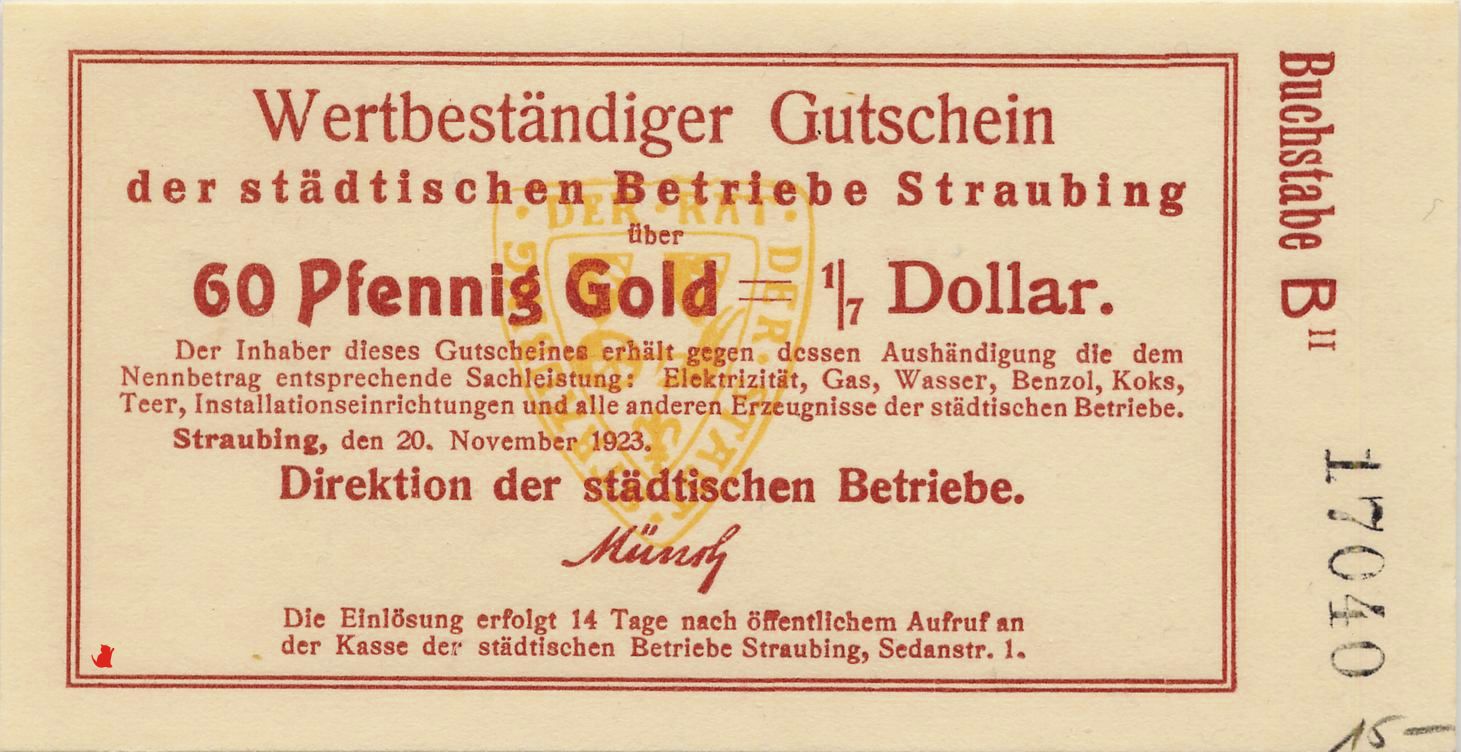 Wertbeständiger Gutschein
der städtischen Betriebe Straubing
über
60 Pfennig Gold = 1/7 Dollar.
Der Inhaber dieses Gutscheines erhält gegen dessen Aushändigung die dem
Nennbetrag entsprechende Sachleistung: Elektrizität, Gas, Wasser, Benzol, Koks,
Teer, Installationseinrichtungen und alle anderen Erzeugnisse der städtischen Betriebe.
Straubing, den 20. November 1923.
Direktion der städtischen Betriebe.
Die Einlösung erfolgt 14 Tage nach öffentlichem Aufruf an
der Kasse der städtischen Betriebe Straubing, Sedanstr. 1.
Buchstabe B II
17040
15 —
DER · RAT · DER · STADT · STRAUBING